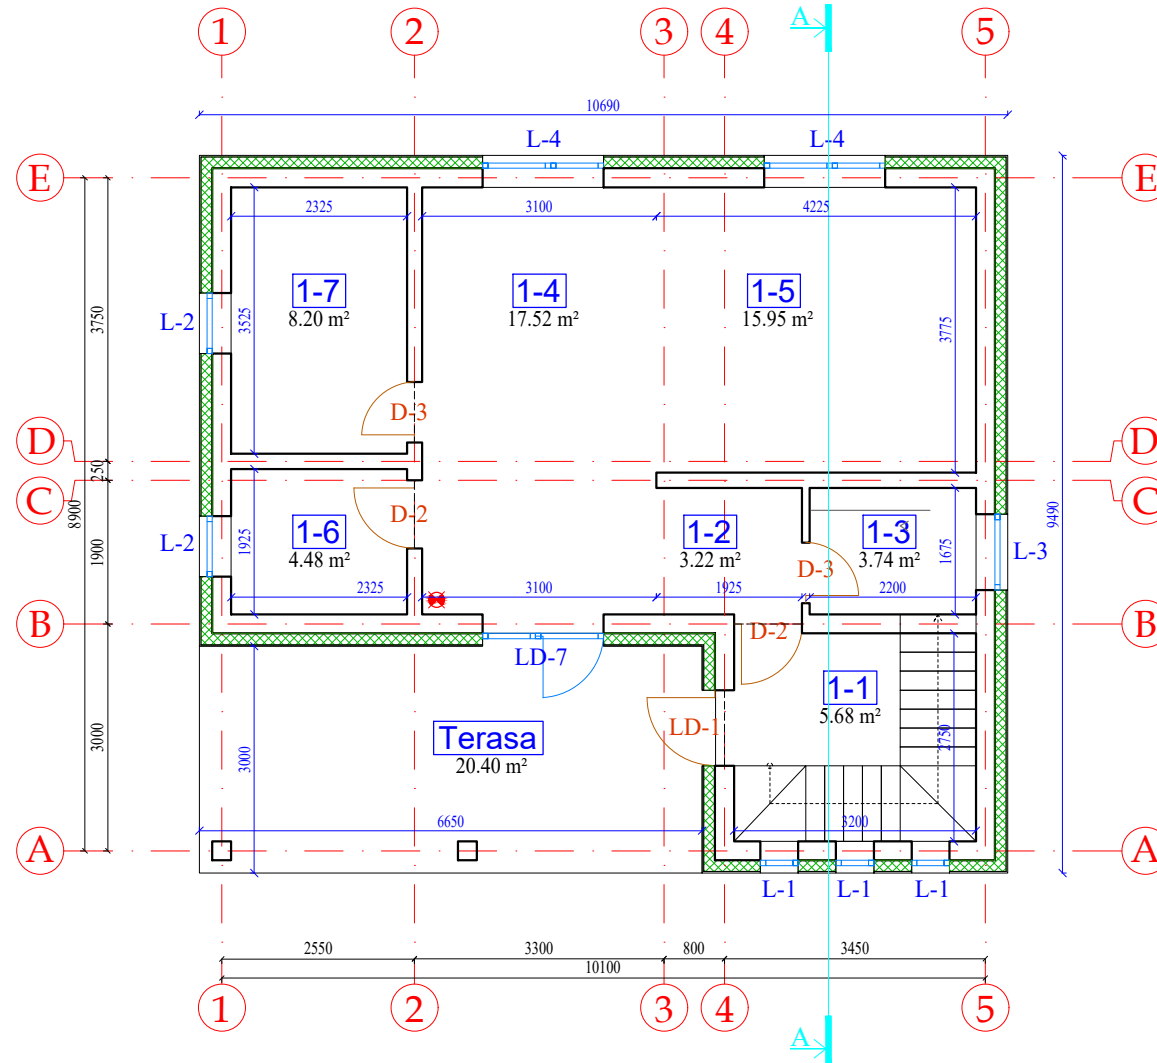 1 2 3 4 5
A
10690
L-4 L-4
E E
2325 3100 4225
1-7 1-4 1-5
8.20 m² 17.52 m² 15.95 m²
L-2
3750
3525
3775
D-3
D D
250
C C
8900
9490
1-6 1-2 1-3
4.48 m² 3.22 m² 3.74 m²
L-2
D-2
L-3
1900
1925
1675
D-3
2325 3100 1925 2200
B B
D-2
LD-7
1-1
5.68 m²
LD-1
Terasa
20.40 m²
3000
3000
2750
6650 3200
A A
L-1 L-1 L-1
2550 3300 800 3450
10100
1 2 3 4 5
A